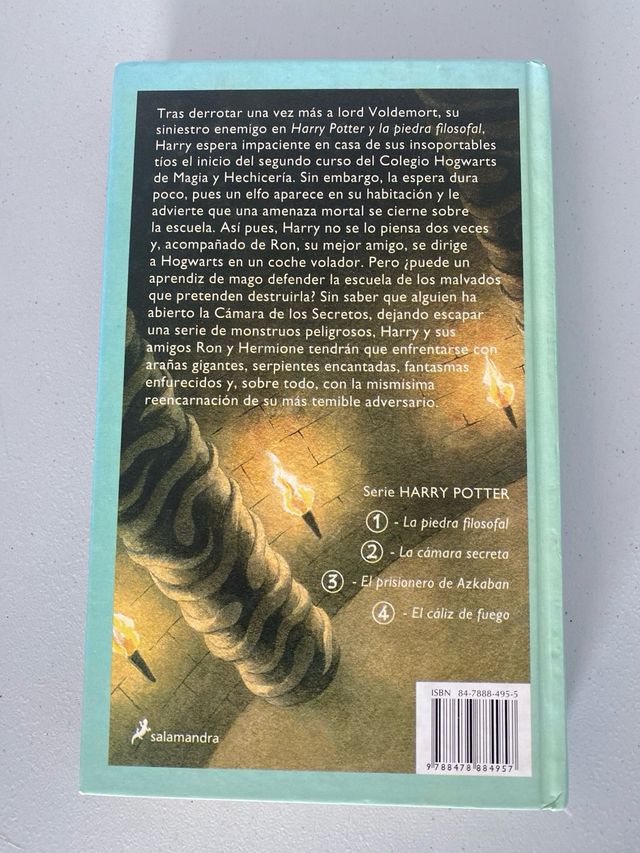 Tras derrotar una vez más a lord Voldemort, su
siniestro enemigo en Harry Potter y la piedra filosofal,
Harry espera impaciente en casa de sus insoportables
tíos el inicio del segundo curso del Colegio Hogwarts
de Magia y Hechicería. Sin embargo, la espera dura
poco, pues un elfo aparece en su habitación y le
advierte que una amenaza mortal se cierne sobre
la escuela. Así pues, Harry no se lo piensa dos veces
y, acompañado de Ron, su mejor amigo, se dirige
a Hogwarts en un coche volador. Pero ¿puede un
aprendiz de mago defender la escuela de los malvados
que pretenden destruirla? Sin saber que alguien ha
abierto la Cámara de los Secretos, dejando escapar
una serie de monstruos peligrosos, Harry y sus
amigos Ron y Hermione tendrán que enfrentarse con
arañas gigantes, serpientes encantadas, fantasmas
enfurecidos y, sobre todo, con la mismísima
reencarnación de su más temible adversario.
Serie HARRY POTTER
1 - La piedra filosofal
2 - La cámara secreta
3 - El prisionero de Azkaban
4 - El cáliz de fuego
ISBN 84-7888-495-5
9 788478 884957
salamandra